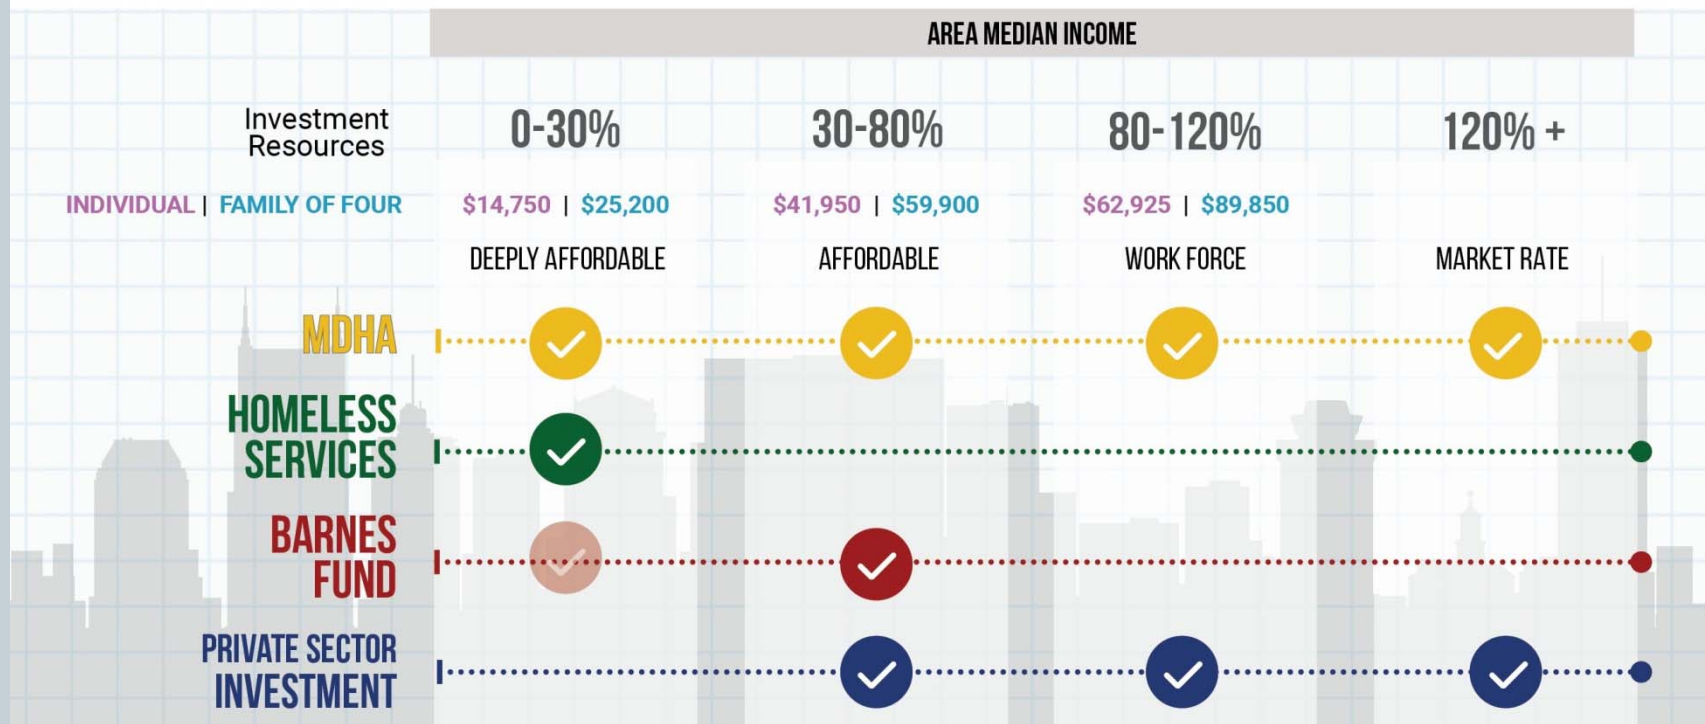 AREA MEDIAN INCOME
Investment
Resources
0-30%
30-80%
80-120%
120% +
INDIVIDUAL | FAMILY OF FOUR
$14,750 | $25,200
$41,950 | $59,900
$62,925 | $89,850
DEEPLY AFFORDABLE
AFFORDABLE
WORK FORCE
MARKET RATE
MDHA
HOMELESS
SERVICES
BARNES
FUND
PRIVATE SECTOR
INVESTMENT